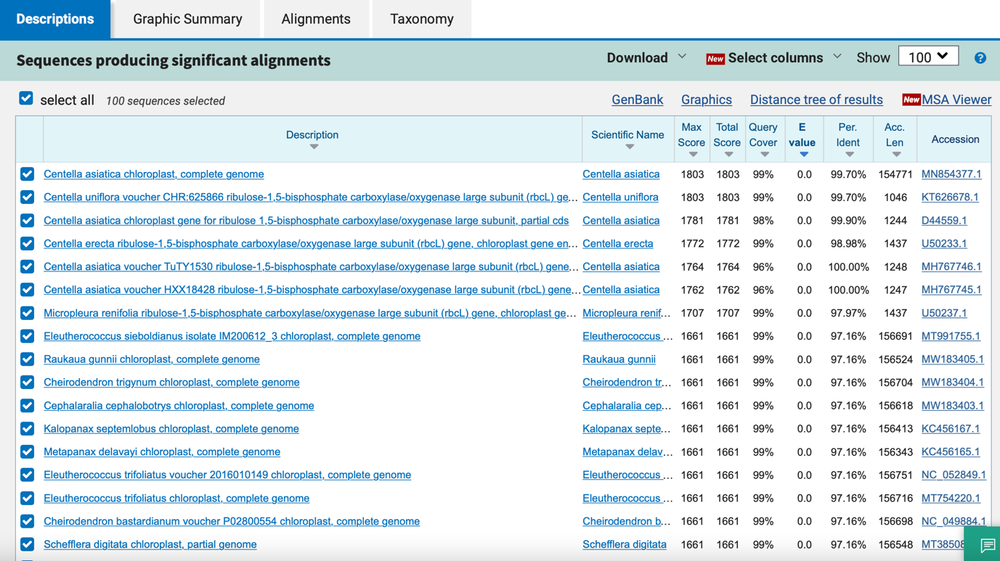 Descriptions Graphic Summary Alignments Taxonomy
Sequences producing significant alignments Download New Select columns Show 100 ?
select all 100 sequences selected GenBank Graphics Distance tree of results New MSA Viewer
Description Scientific Name Max Score Total Score Query Cover E value Per. Ident Acc. Len Accession
Centella asiatica chloroplast, complete genome Centella asiatica 1803 1803 99% 0.0 99.70% 154771 MN854377.1
Centella uniflora voucher CHR:625866 ribulose-1,5-bisphosphate carboxylase/oxygenase large subunit (rbcL) ge... Centella uniflora 1803 1803 99% 0.0 99.70% 1046 KT626678.1
Centella asiatica chloroplast gene for ribulose 1,5-bisphosphate carboxylase/oxygenase large subunit, partial cds Centella asiatica 1781 1781 98% 0.0 99.90% 1244 D44559.1
Centella erecta ribulose-1,5-bisphosphate carboxylase/oxygenase large subunit (rbcL) gene, chloroplast gene en... Centella erecta 1772 1772 99% 0.0 98.98% 1437 U50233.1
Centella asiatica voucher TuTY1530 ribulose-1,5-bisphosphate carboxylase/oxygenase large subunit (rbcL) gene... Centella asiatica 1764 1764 96% 0.0 100.00% 1248 MH767746.1
Centella asiatica voucher HXX18428 ribulose-1,5-bisphosphate carboxylase/oxygenase large subunit (rbcL) gene... Centella asiatica 1762 1762 96% 0.0 100.00% 1247 MH767745.1
Micropleura renifolia ribulose-1,5-bisphosphate carboxylase/oxygenase large subunit (rbcL) gene, chloroplast ge... Micropleura renif... 1707 1707 99% 0.0 97.97% 1437 U50237.1
Eleutherococcus sieboldianus isolate IM200612_3 chloroplast, complete genome Eleutherococcus ... 1661 1661 99% 0.0 97.16% 156691 MT991755.1
Raukaua gunnii chloroplast, complete genome Raukaua gunnii 1661 1661 99% 0.0 97.16% 156524 MW183405.1
Cheirodendron trigynum chloroplast, complete genome Cheirodendron tr... 1661 1661 99% 0.0 97.16% 156704 MW183404.1
Cephalaralia cephalobotrys chloroplast, complete genome Cephalaralia cep... 1661 1661 99% 0.0 97.16% 156618 MW183403.1
Kalopanax septemlobus chloroplast, complete genome Kalopanax septe... 1661 1661 99% 0.0 97.16% 156413 KC456167.1
Metapanax delavayi chloroplast, complete genome Metapanax delav... 1661 1661 99% 0.0 97.16% 156343 KC456165.1
Eleutherococcus trifoliatus voucher 2016010149 chloroplast, complete genome Eleutherococcus ... 1661 1661 99% 0.0 97.16% 156751 NC_052849.1
Eleutherococcus trifoliatus chloroplast, complete genome Eleutherococcus ... 1661 1661 99% 0.0 97.16% 156716 MT754220.1
Cheirodendron bastardianum voucher P02800554 chloroplast, complete genome Cheirodendron b... 1661 1661 99% 0.0 97.16% 156698 NC_049884.1
Schefflera digitata chloroplast, partial genome Schefflera digitata 1661 1661 99% 0.0 97.16% 156548 MT38508